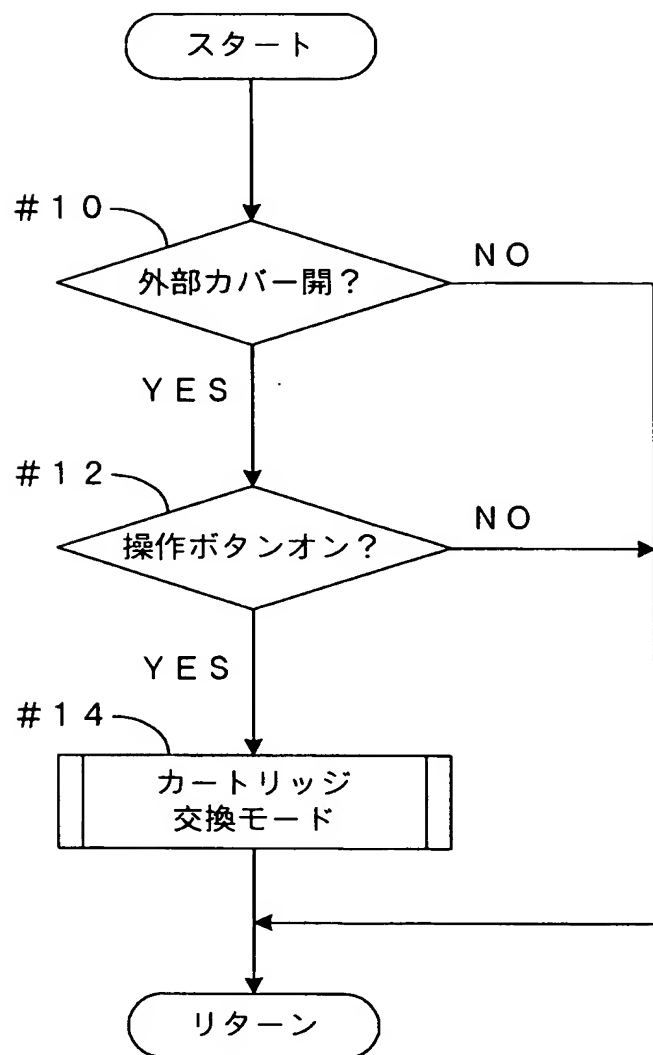 スタート
#10
外部カバー開?
NO
YES
#12
操作ボタンオン?
NO
YES
#14
カートリッジ
交換モード
リターン